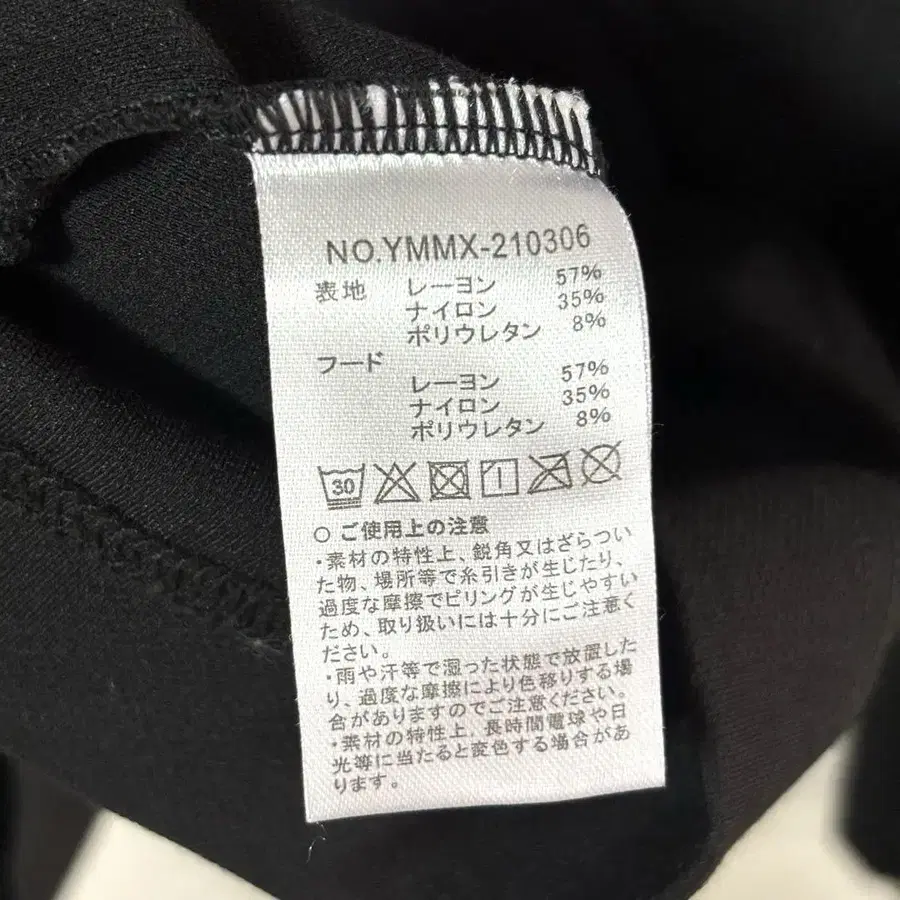 NO.YMMX-210306
表地 レーヨン 57%
ナイロン 35%
ポリウレタン 8%
フード
レーヨン 57%
ナイロン 35%
ポリウレタン 8%
30
○ ご使用上の注意
・素材の特性上、鋭角又はざらつい
た物、場所等で糸引きが生じたり、
過度な摩擦でピリングが生じやすい
ため、取り扱いには十分にご注意く
ださい。
・雨や汗等で湿った状態で放置した
り、過度な摩擦により色移りする場
合がありますのでご注意ください。
・素材の特性上、長時間電球や日
光等に当たると変色する場合があ
ります。